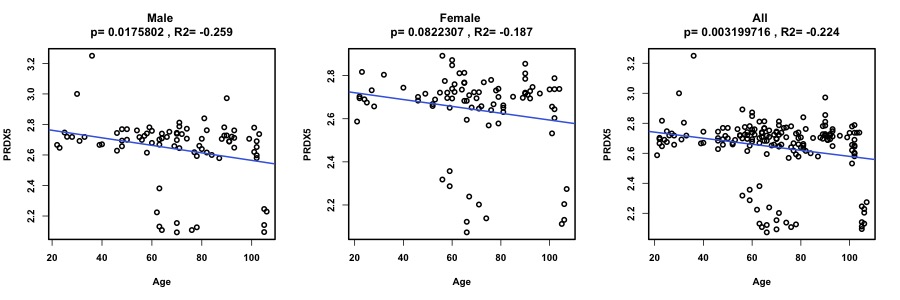 Male
p= 0.0175802 , R2= -0.259
PRDX5
3.2
3.0
2.8
2.6
2.4
2.2
20 40 60 80 100
Age
Female
p= 0.0822307 , R2= -0.187
PRDX5
2.8
2.6
2.4
2.2
20 40 60 80 100
Age
All
p= 0.003199716 , R2= -0.224
PRDX5
3.2
3.0
2.8
2.6
2.4
2.2
20 40 60 80 100
Age